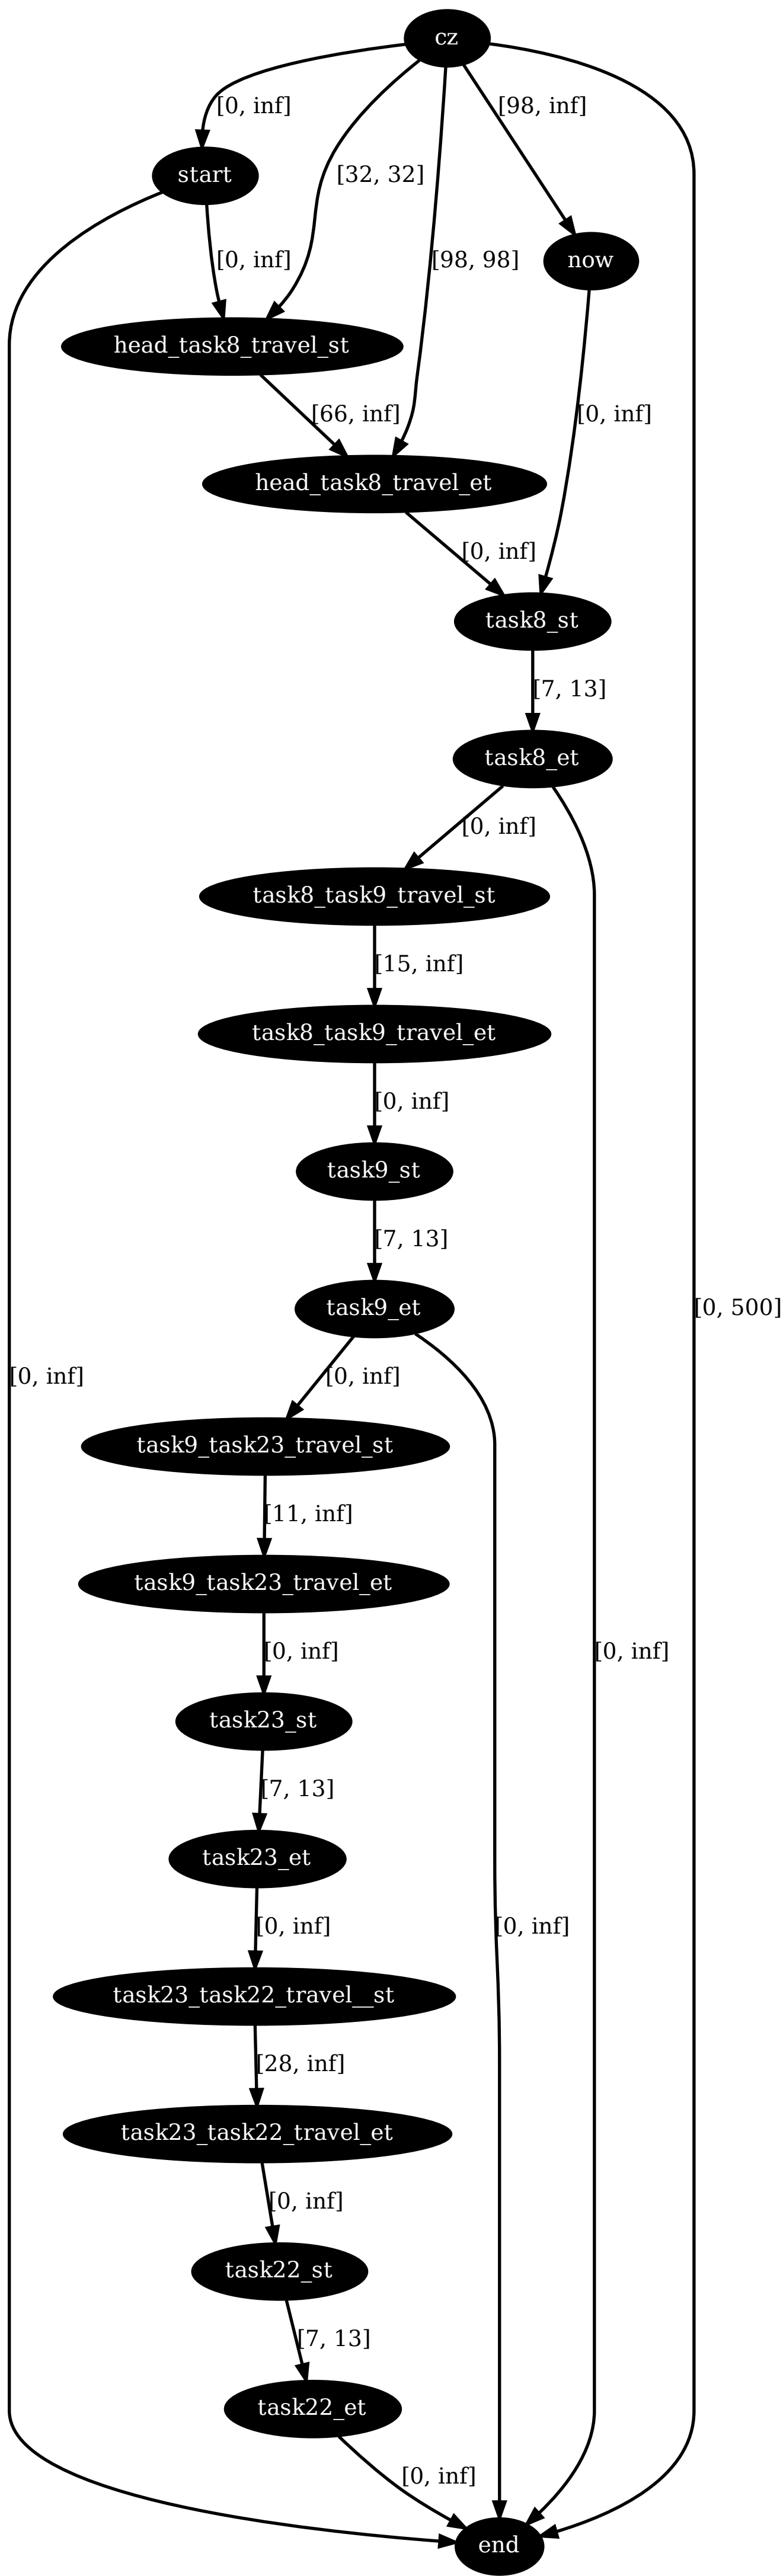 cz
[0, inf]
[98, inf]
start
[32, 32]
[0, inf]
[98, 98]
now
head_task8_travel_st
[66, inf]
[0, inf]
head_task8_travel_et
[0, inf]
task8_st
[7, 13]
task8_et
[0, inf]
task8_task9_travel_st
[15, inf]
task8_task9_travel_et
[0, inf]
task9_st
[7, 13]
task9_et
[0, 500]
[0, inf]
[0, inf]
task9_task23_travel_st
[11, inf]
task9_task23_travel_et
[0, inf]
[0, inf]
task23_st
[7, 13]
task23_et
[0, inf]
[0, inf]
task23_task22_travel__st
[28, inf]
task23_task22_travel_et
[0, inf]
task22_st
[7, 13]
task22_et
[0, inf]
end